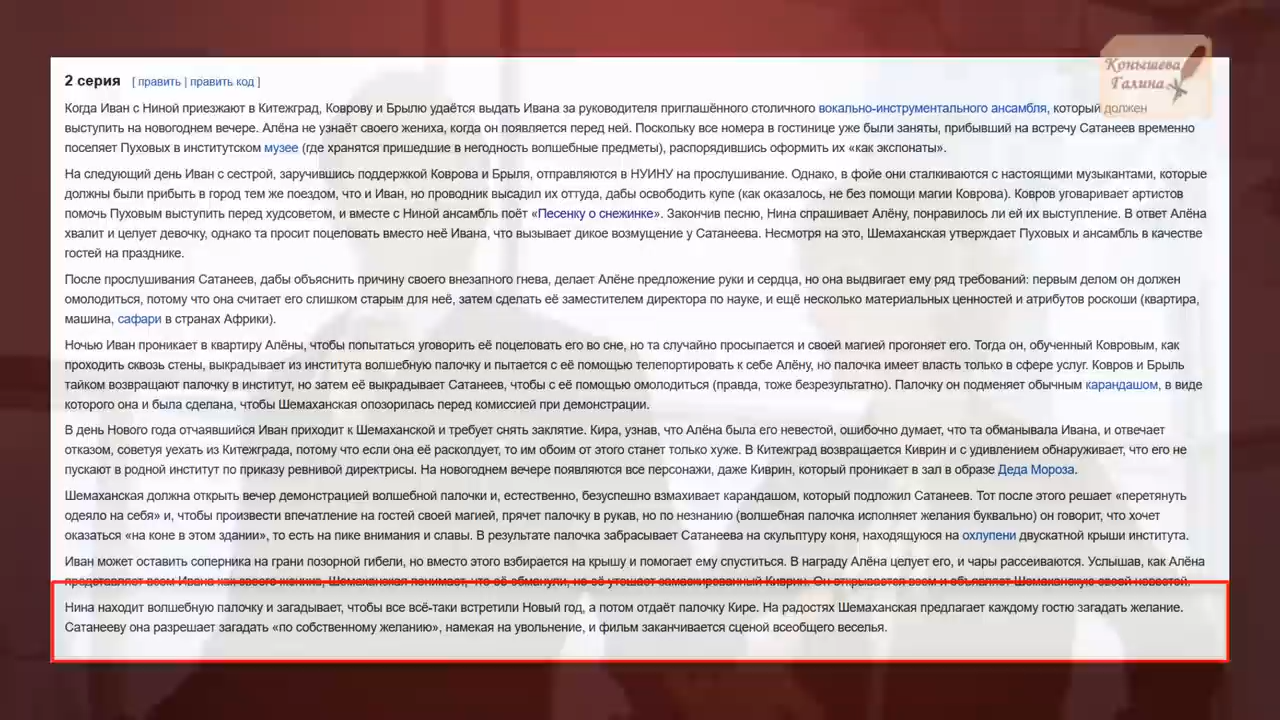 Конышева
Галина
2 серия [ править | править код ]
Когда Иван с Ниной приезжают в Китежград, Коврову и Брылю удаётся выдать Ивана за руководителя приглашённого столичного вокально-инструментального ансамбля, который должен
выступить на новогоднем вечере. Алёна не узнаёт своего жениха, когда он появляется перед ней. Поскольку все номера в гостинице уже были заняты, прибывший на встречу Сатанеев временно
поселяет Пуховых в институтском музее (где хранятся пришедшие в негодность волшебные предметы), распорядившись оформить их «как экспонаты».
На следующий день Иван с сестрой, заручившись поддержкой Коврова и Брыля, отправляются в НУИНУ на прослушивание. Однако, в фойе они сталкиваются с настоящими музыкантами, которые
должны были прибыть в город тем же поездом, что и Иван, но проводник высадил их оттуда, дабы освободить купе (как оказалось, не без помощи магии Коврова). Ковров уговаривает артистов
помочь Пуховым выступить перед худсоветом, и вместе с Ниной ансамбль поёт «Песенку о снежинке». Закончив песню, Нина спрашивает Алёну, понравилось ли ей их выступление. В ответ Алёна
хвалит и целует девочку, однако та просит поцеловать вместо неё Ивана, что вызывает дикое возмущение у Сатанеева. Несмотря на это, Шемаханская утверждает Пуховых и ансамбль в качестве
гостей на празднике.
После прослушивания Сатанеев, дабы объяснить причину своего внезапного гнева, делает Алёне предложение руки и сердца, но она выдвигает ему ряд требований: первым делом он должен
омолодиться, потому что она считает его слишком старым для неё, затем сделать её заместителем директора по науке, и ещё несколько материальных ценностей и атрибутов роскоши (квартира,
машина, сафари в странах Африки).
Ночью Иван проникает в квартиру Алёны, чтобы попытаться уговорить её поцеловать его во сне, но та случайно просыпается и своей магией прогоняет его. Тогда он, обученный Ковровым, как
проходить сквозь стены, выкрадывает из института волшебную палочку и пытается с её помощью телепортировать к себе Алёну, но палочка имеет власть только в сфере услуг. Ковров и Брыль
тайком возвращают палочку в институт, но затем её выкрадывает Сатанеев, чтобы с её помощью омолодиться (правда, тоже безрезультатно). Палочку он подменяет обычным карандашом, в виде
которого она и была сделана, чтобы Шемаханская опозорилась перед комиссией при демонстрации.
В день Нового года отчаявшийся Иван приходит к Шемаханской и требует снять заклятие. Кира, узнав, что Алёна была его невестой, ошибочно думает, что та обманывала Ивана, и отвечает
отказом, советуя уехать из Китежграда, потому что если она её расколдует, то им обоим от этого станет только хуже. В Китежград возвращается Киврин и с удивлением обнаруживает, что его не
пускают в родной институт по приказу ревнивой директрисы. На новогоднем вечере появляются все персонажи, даже Киврин, который проникает в зал в образе Деда Мороза.
Шемаханская должна открыть вечер демонстрацией волшебной палочки и, естественно, безуспешно взмахивает карандашом, который подложил Сатанеев. Тот после этого решает «перетянуть
одеяло на себя» и, чтобы произвести впечатление на гостей своей магией, прячет палочку в рукав, но по незнанию (волшебная палочка исполняет желания буквально) он говорит, что хочет
оказаться «на коне в этом здании», то есть на пике внимания и славы. В результате палочка забрасывает Сатанеева на скульптуру коня, находящуюся на охлупени двускатной крыши института.
Иван может оставить соперника на грани позорной гибели, но вместо этого взбирается на крышу и помогает ему спуститься. В награду Алёна целует его, и чары рассеиваются. Услышав, как Алёна
представляет всем Ивана как своего жениха, Шемаханская понимает, что её обманули, но её утешает замаскированный Киврин. Он открывается всем и объявляет Шемаханскую своей невестой.
Нина находит волшебную палочку и загадывает, чтобы все всё-таки встретили Новый год, а потом отдаёт палочку Кире. На радостях Шемаханская предлагает каждому гостю загадать желание.
Сатанееву она разрешает загадать «по собственному желанию», намекая на увольнение, и фильм заканчивается сценой всеобщего веселья.